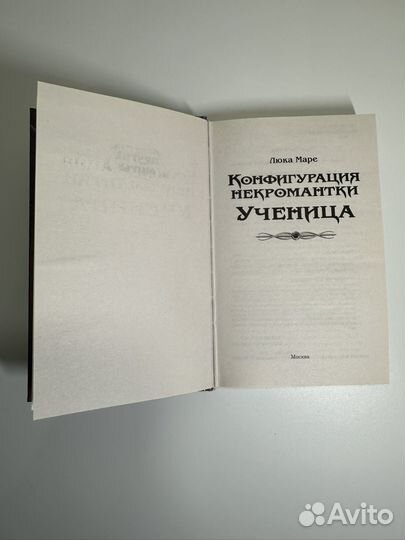 Люка Маре
Конфигурация
некромантки
Ученица
Москва
Avito